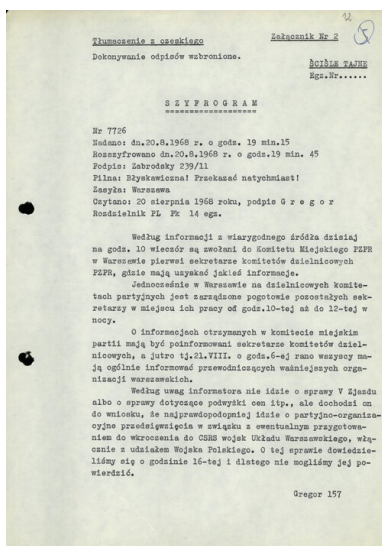 12
5
Tłumaczenie z czeskiego
Załącznik Nr 2
Dokonywanie odpisów wzbronione.
ŚCIŚLE TAJNE
Egz.Nr......
S Z Y F R O G R A M
===================
Nr 7726
Nadano: dn.20.8.1968 r. o godz. 19 min.15
Rozszyfrowano dn.20.8.1968 r. o godz.19 min. 45
Podpis: Zabrodsky 239/11
Pilna: Błyskawiczna! Przekazać natychmiast!
Zasyła: Warszawa
Czytano: 20 sierpnia 1968 roku, podpis G r e g o r
Rozdzielnik PL Pk 14 egz.
Według informacji z wiarygodnego źródła dzisiaj
na godz. 10 wieczór są zwołani do Komitetu Miejskiego PZPR
w Warszawie pierwsi sekretarze komitetów dzielnicowych
PZPR, gdzie mają uzyskać jakieś informacje.
Jednocześnie w Warszawie na dzielnicowych komite-
tach partyjnych jest zarządzone pogotowie pozostałych sek-
retarzy w miejscu ich pracy od godz.10-tej aż do 12-tej w
nocy.
O informacjach otrzymanych w komitecie miejskim
partii mają być poinformowani sekretarze komitetów dziel-
nicowych, a jutro tj.21.VIII. o godz.6-ej rano wszyscy ma-
ją ogólnie informować przewodniczących ważniejszych orga-
nizacji warszawskich.
Według uwag informatora nie idzie o sprawy V Zjazdu
albo o sprawy dotyczące podwyżki cen itp., ale dochodzi on
do wniosku, że najprawdopodobniej idzie o partyjno-organiza-
cyjne przedsięwzięcia w związku z ewentualnym przygotowa-
niem do wkroczenia do CSRS wojsk Układu Warszawskiego, włą-
cznie z udziałem Wojska Polskiego. O tej sprawie dowiedzie-
liśmy się o godzinie 16-tej i dlatego nie mogliśmy jej po-
twierdzić.
Gregor 157